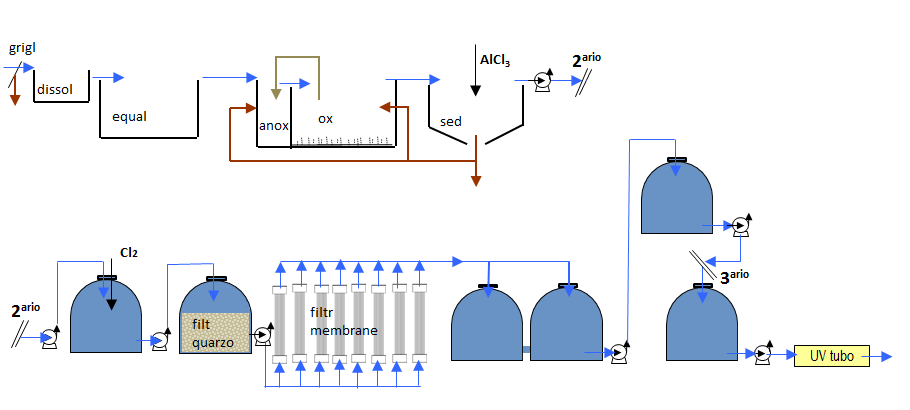 grigl
dissol
equal
anox
ox
AlCl₃
sed
2ario
2ario
Cl₂
filt
quarzo
filtr
membrane
3ario
UV tubo